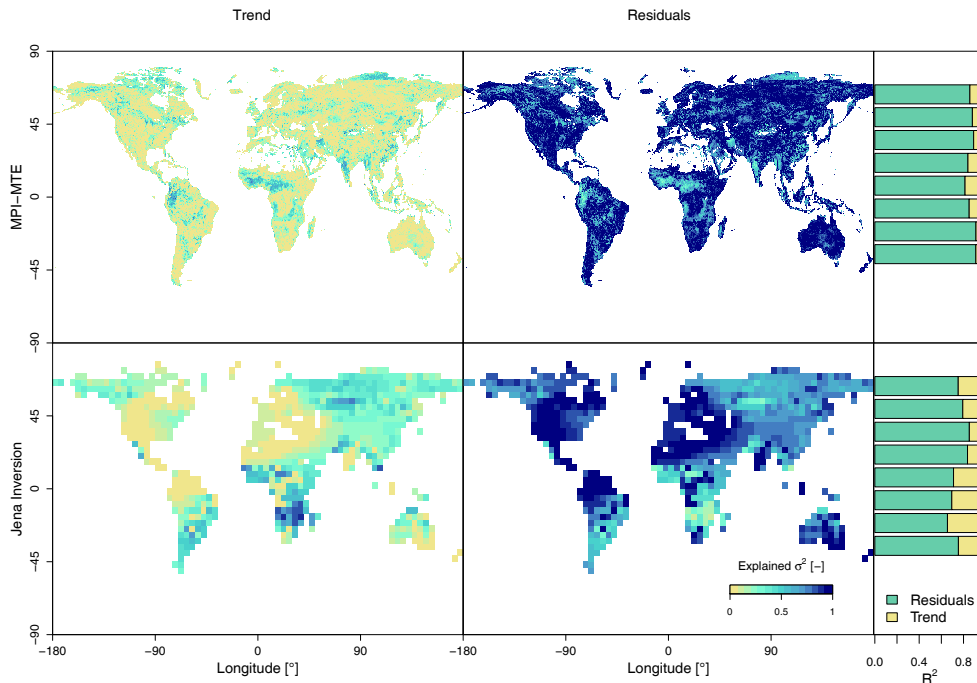 Trend
Residuals
MPI−MTE
90
45
0
−45
−90
Jena Inversion
45
0
−45
−90
Explained σ² [−]
0
0.5
1
Residuals
Trend
−180
−90
0
90
−180
−90
0
90
0.0
0.4
0.8
Longitude [°]
Longitude [°]
R²